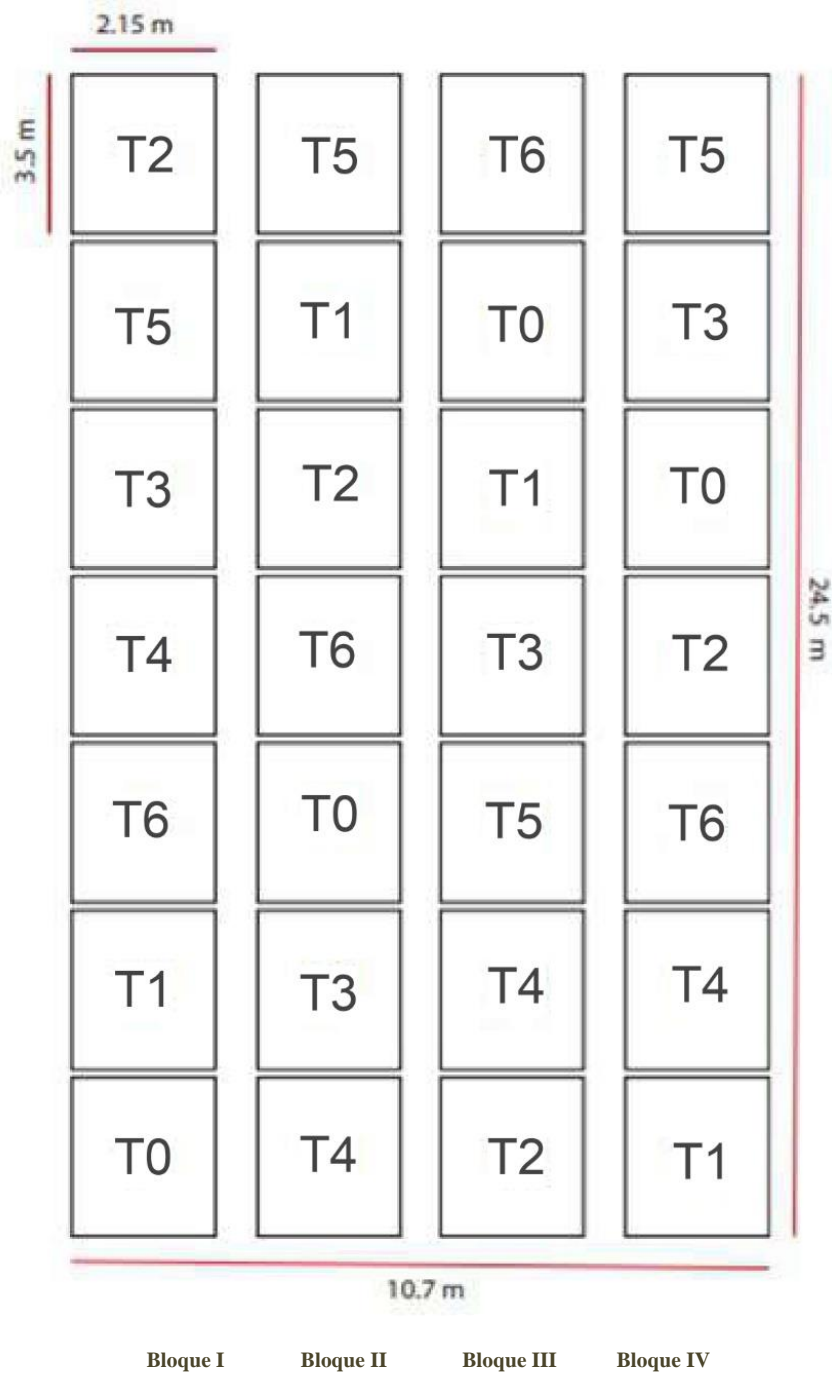 2.15 m
3.5 m
T2 T5 T6 T5
T5 T1 T0 T3
T3 T2 T1 T0
T4 T6 T3 T2
24.5 m
T6 T0 T5 T6
T1 T3 T4 T4
T0 T4 T2 T1
10.7 m
Bloque I Bloque II Bloque III Bloque IV